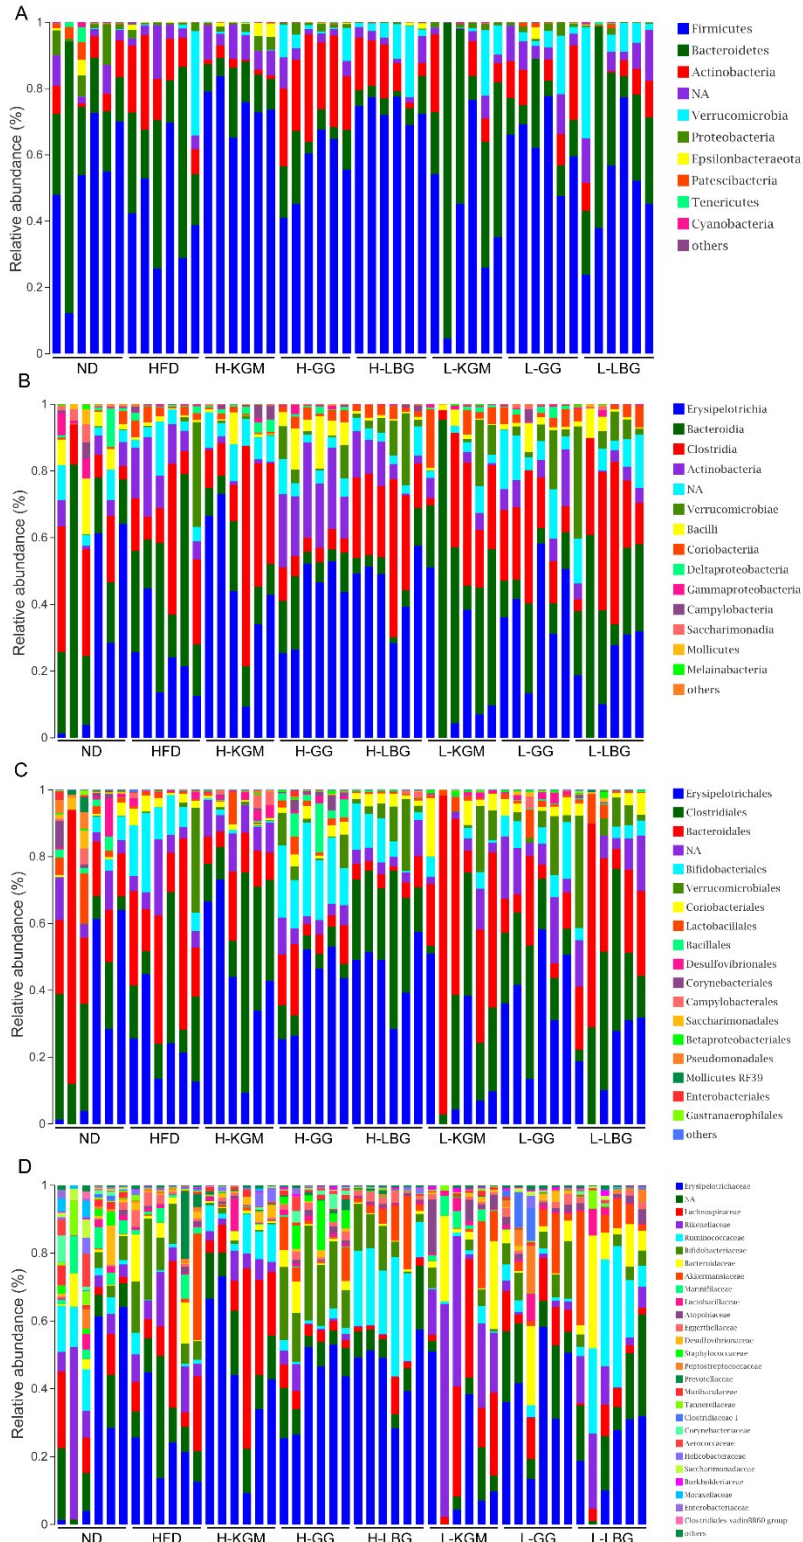 A
Relative abundance (%)
1
0.8
0.6
0.4
0.2
0
ND HFD H-KGM H-GG H-LBG L-KGM L-GG L-LBG
Firmicutes
Bacteroidetes
Actinobacteria
NA
Verrucomicrobia
Proteobacteria
Epsilonbacteraeota
Patescibacteria
Tenericutes
Cyanobacteria
others
B
Relative abundance (%)
1
0.8
0.6
0.4
0.2
0
ND HFD H-KGM H-GG H-LBG L-KGM L-GG L-LBG
Erysipelotrichia
Bacteroidia
Clostridia
Actinobacteria
NA
Verrucomicrobiae
Bacilli
Coriobacteriia
Deltaproteobacteria
Gammaproteobacteria
Campylobacteria
Saccharimonadia
Mollicutes
Melainabacteria
others
C
Relative abundance (%)
1
0.8
0.6
0.4
0.2
0
ND HFD H-KGM H-GG H-LBG L-KGM L-GG L-LBG
Erysipelotrichales
Clostridiales
Bacteroidales
NA
Bifidobacteriales
Verrucomicrobiales
Coriobacteriales
Lactobacillales
Bacillales
Desulfovibrionales
Corynebacteriales
Campylobacterales
Saccharimonadales
Betaproteobacteriales
Pseudomonadales
Mollicutes RF39
Enterobacteriales
Gastranaerophilales
others
D
Relative abundance (%)
1
0.8
0.6
0.4
0.2
0
ND HFD H-KGM H-GG H-LBG L-KGM L-GG L-LBG
Erysipelotrichaceae
NA
Lachnospiraceae
Rikenellaceae
Ruminococcaceae
Bifidobacteriaceae
Bacteroidaceae
Akkermansiaceae
Marinifilaceae
Lactobacillaceae
Atopobiaceae
Eggerthellaceae
Desulfovibrionaceae
Staphylococcaceae
Peptostreptococcaceae
Prevotellaceae
Muribaculaceae
Tannerellaceae
Clostridiaceae 1
Corynebacteriaceae
Aerococcaceae
Helicobacteraceae
Saccharimonadaceae
Burkholderiaceae
Moraxellaceae
Enterobacteriaceae
Clostridiales vadinBB60 group
others